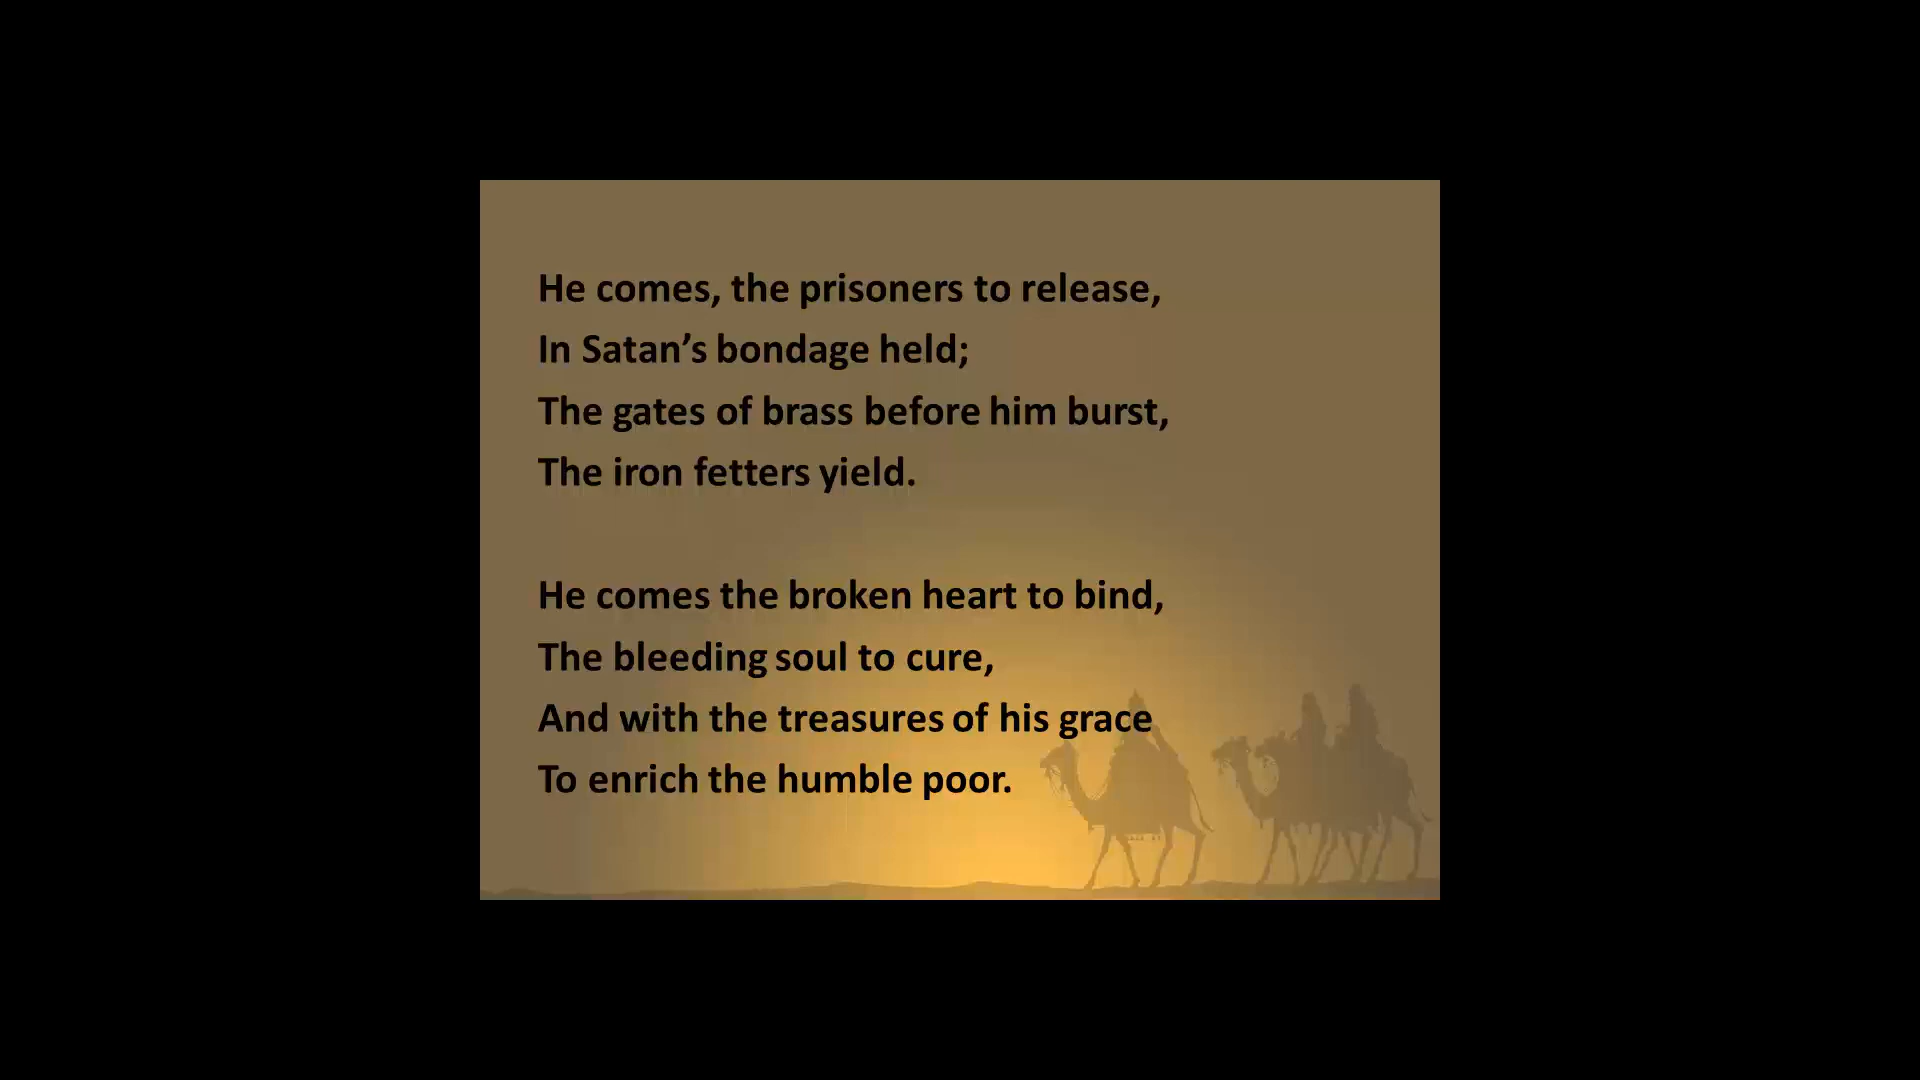 He comes, the prisoners to release,
In Satan’s bondage held;
The gates of brass before him burst,
The iron fetters yield.
He comes the broken heart to bind,
The bleeding soul to cure,
And with the treasures of his grace
To enrich the humble poor.